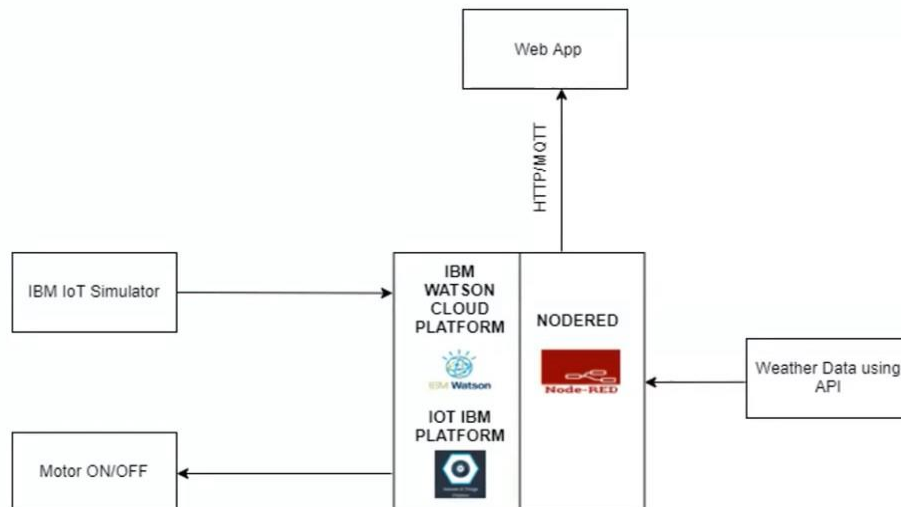 Web App
HTTP/MQTT
IBM IoT Simulator
IBM
WATSON
CLOUD
PLATFORM
IBM Watson
IOT IBM
PLATFORM
NODERED
Node-RED
Weather Data using
API
Motor ON/OFF